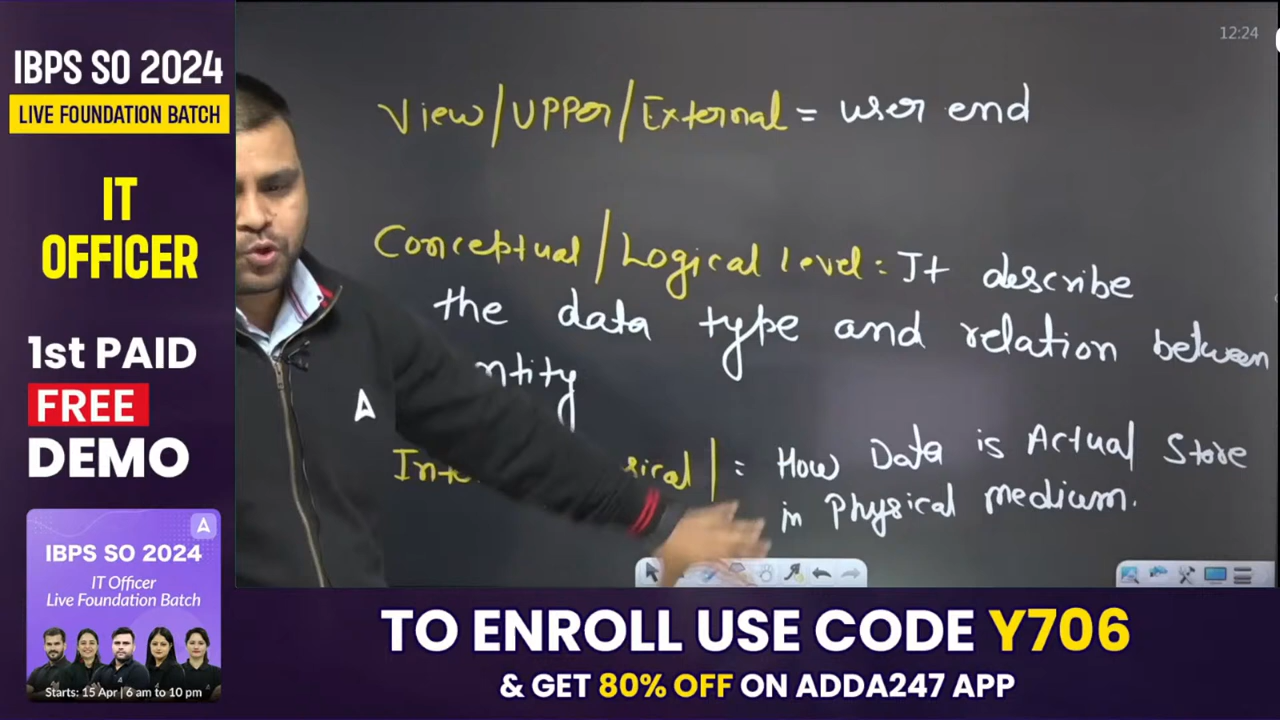 IBPS SO 2024
LIVE FOUNDATION BATCH
IT
OFFICER
1st PAID
FREE
DEMO
IBPS SO 2024
IT Officer
Live Foundation Batch
Starts: 15 Apr | 6 am to 10 pm
12:24
View/UPPer/External = user end
Conceptual/Logical level: It describe
the data type and relation between
ntity
Inte sical | : How Data is Actual Store
in Physical medium.
TO ENROLL USE CODE Y706
& GET 80% OFF ON ADDA247 APP